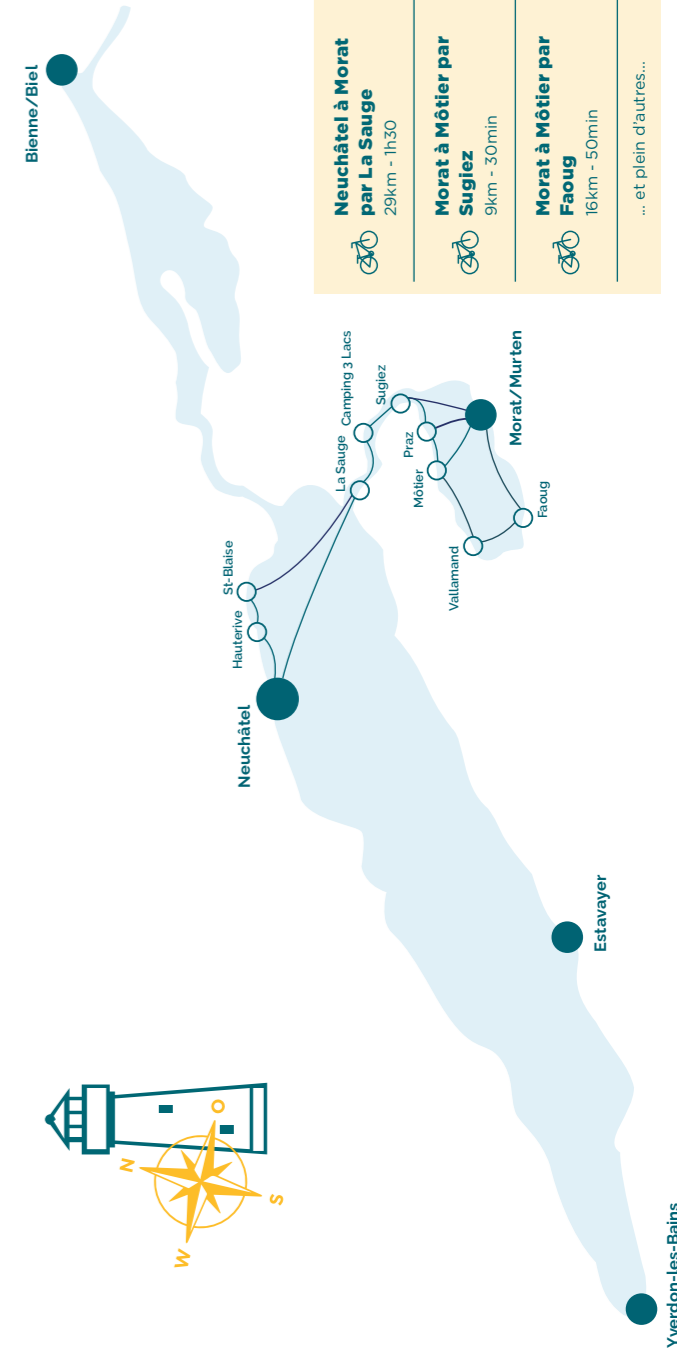 Bienne/Biel
Neuchâtel à Morat
par La Sauge
29km - 1h30
Morat à Môtier par
Sugiez
9km - 30min
Morat à Môtier par
Faoug
16km - 50min
... et plein d'autres...
Camping 3 Lacs
Sugiez
La Sauge
Praz
Morat/Murten
Môtier
Faoug
Vallamand
St-Blaise
Hauterive
Neuchâtel
Estavayer
Yverdon-les-Bains
N
O
S
W